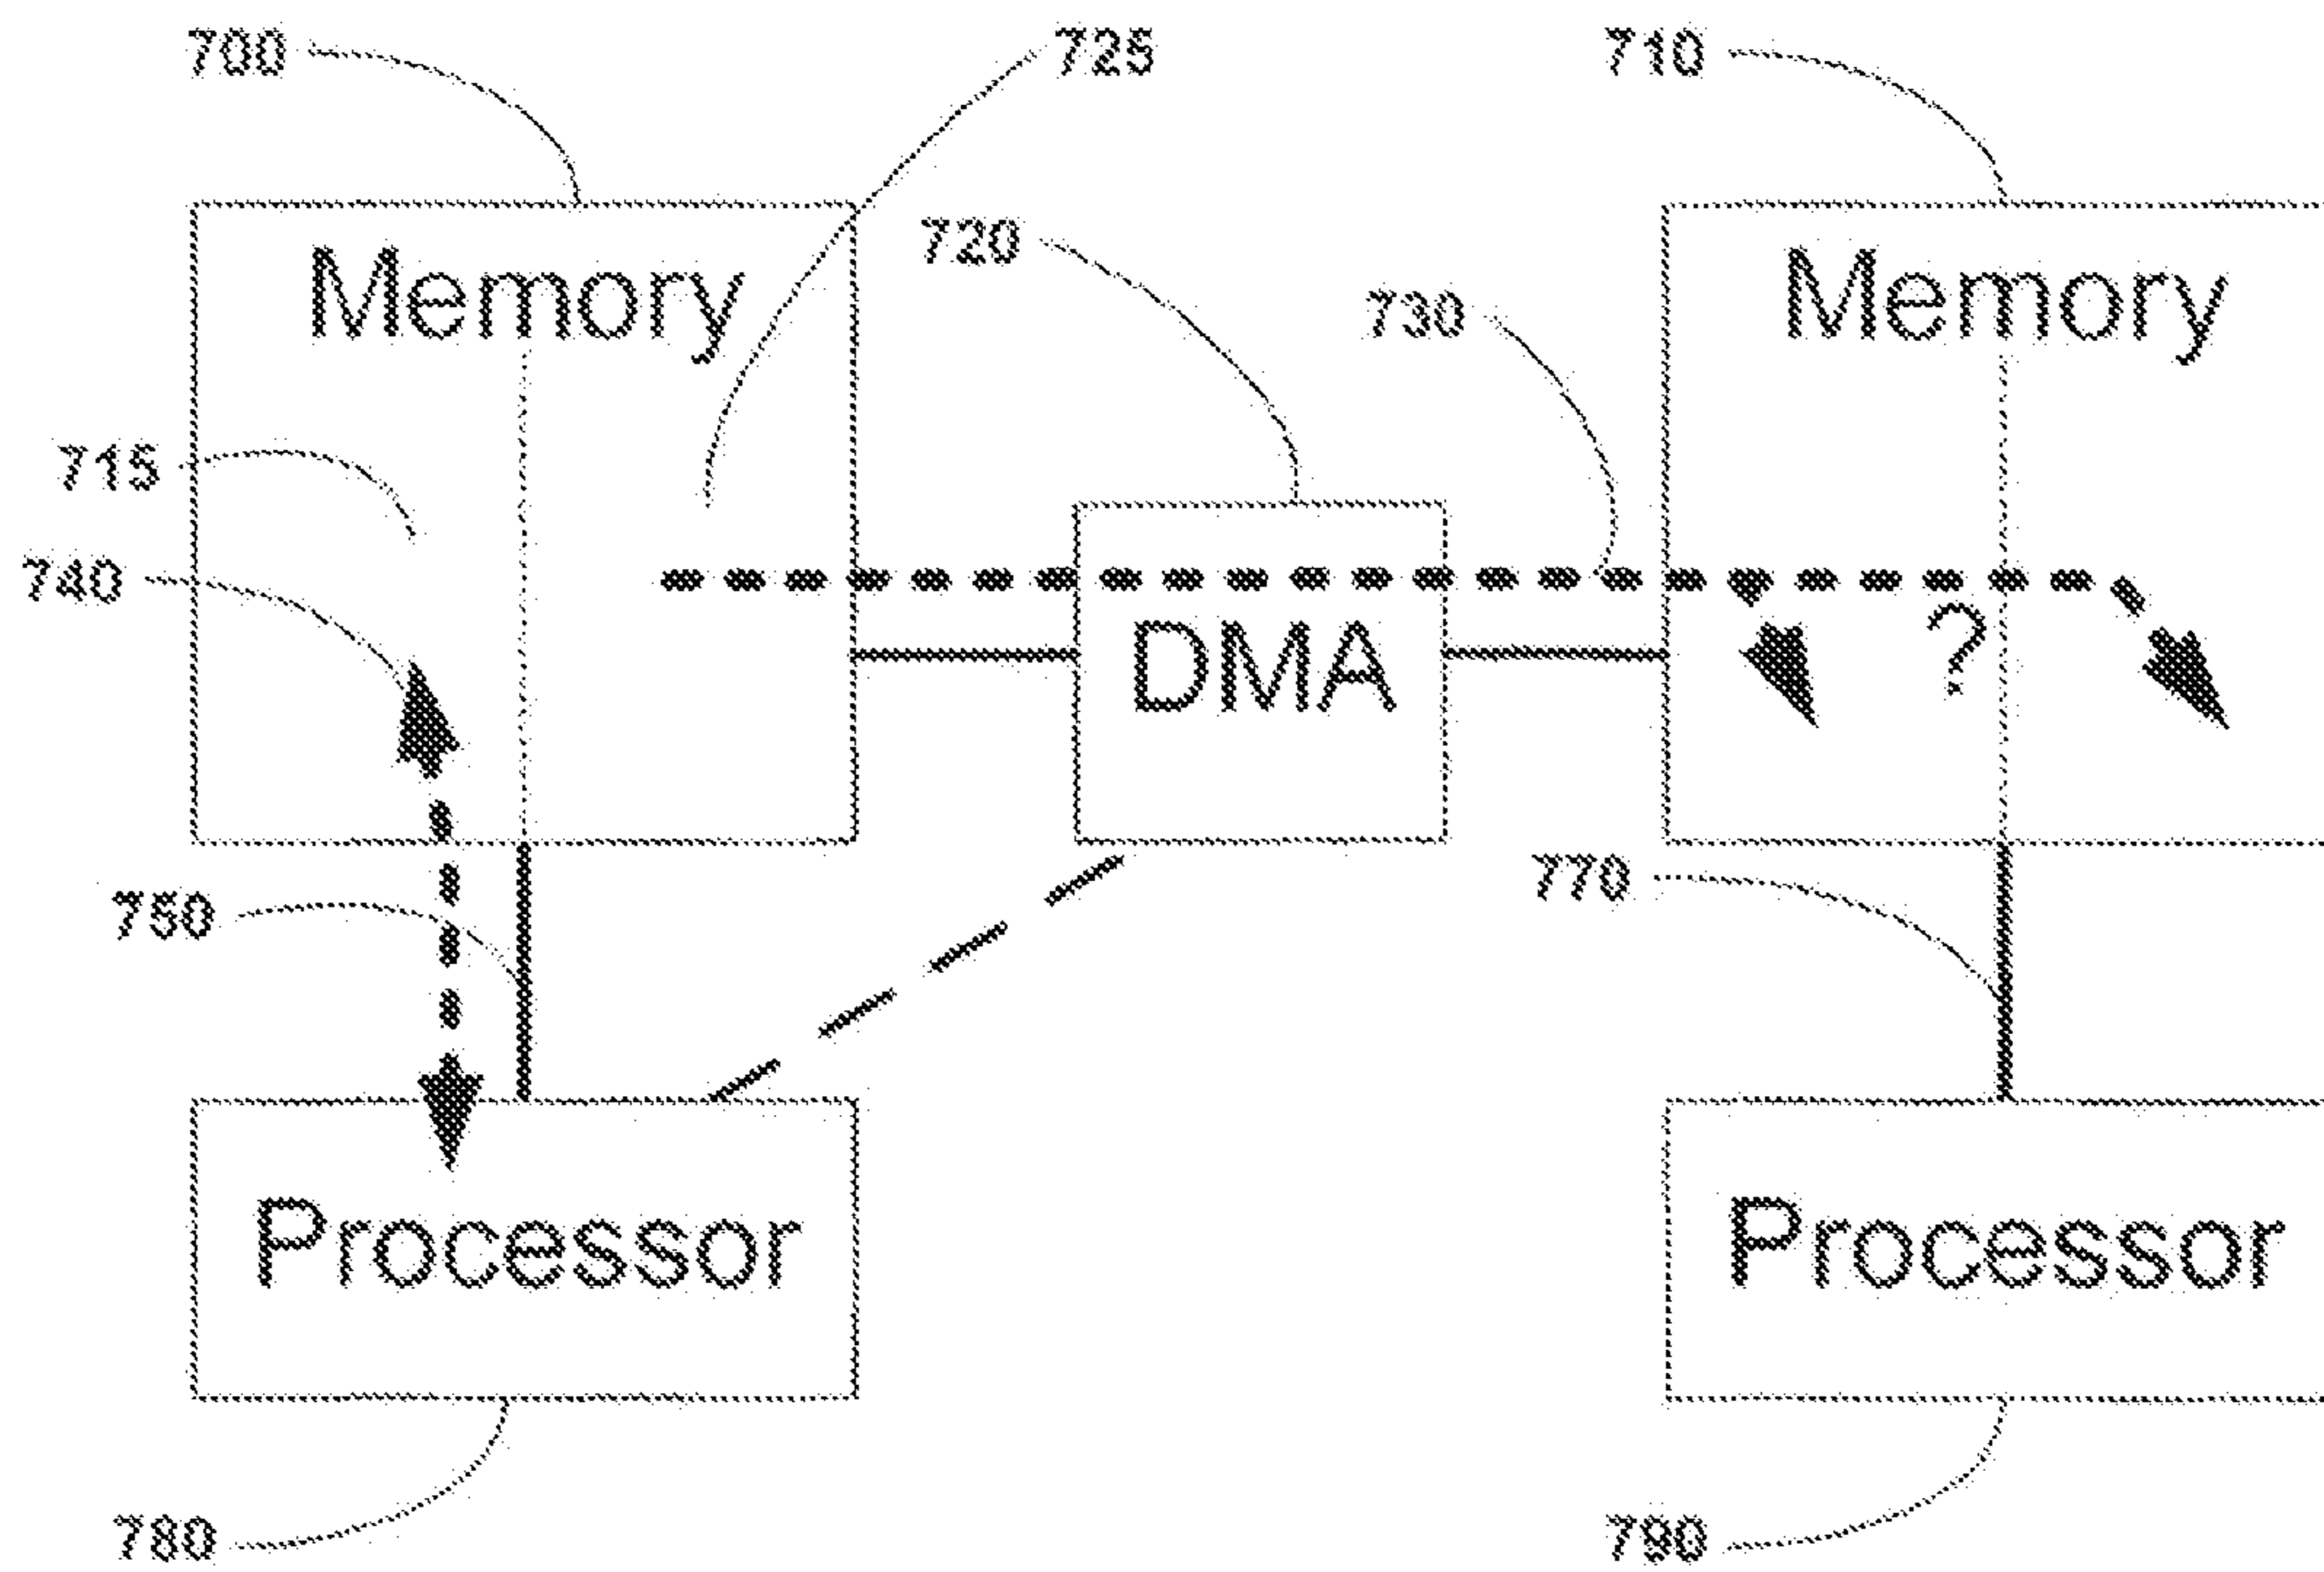 700 725 710
Memory 720 Memory
730
715
740
?
DMA
750 770
Processor Processor
780 790